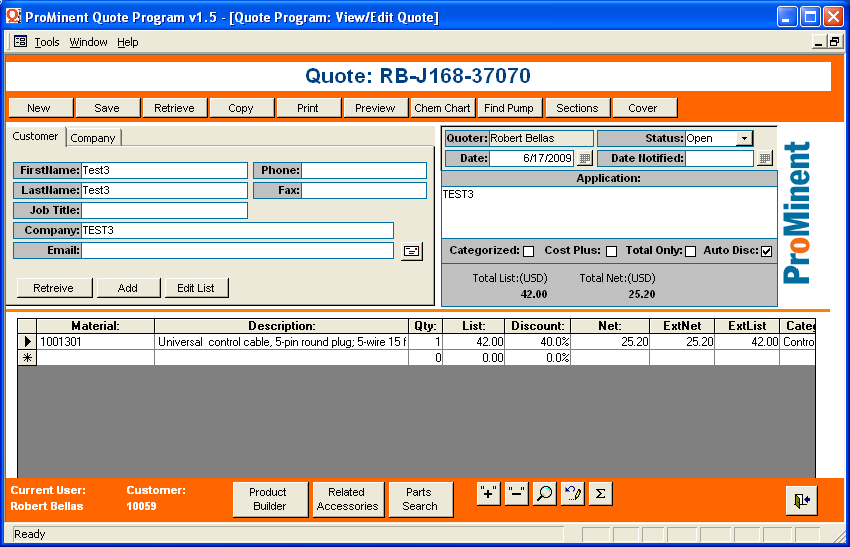 ProMinent Quote Program v1.5 - [Quote Program: View/Edit Quote]
Tools Window Help
Quote: RB-J168-37070
New Save Retrieve Copy Print Preview Chem Chart Find Pump Sections Cover
Customer Company
FirstName: Test3 Phone:
LastName: Test3 Fax:
Job Title:
Company: TEST3
Email:
Retreive Add Edit List
Quoter: Robert Bellas Status: Open
Date: 6/17/2009 Date Notified:
Application:
TEST3
Categorized: Cost Plus: Total Only: Auto Disc:
Total List:(USD) Total Net:(USD)
42.00 25.20
ProMinent
Material: Description: Qty: List: Discount: Net: ExtNet ExtList Categ
1001301 Universal control cable, 5-pin round plug; 5-wire 15 f 1 42.00 40.0% 25.20 25.20 42.00 Contro
0 0.00 0.0%
Current User: Customer:
Robert Bellas 10059
Product Builder Related Accessories Parts Search "+" "-" Σ
Ready